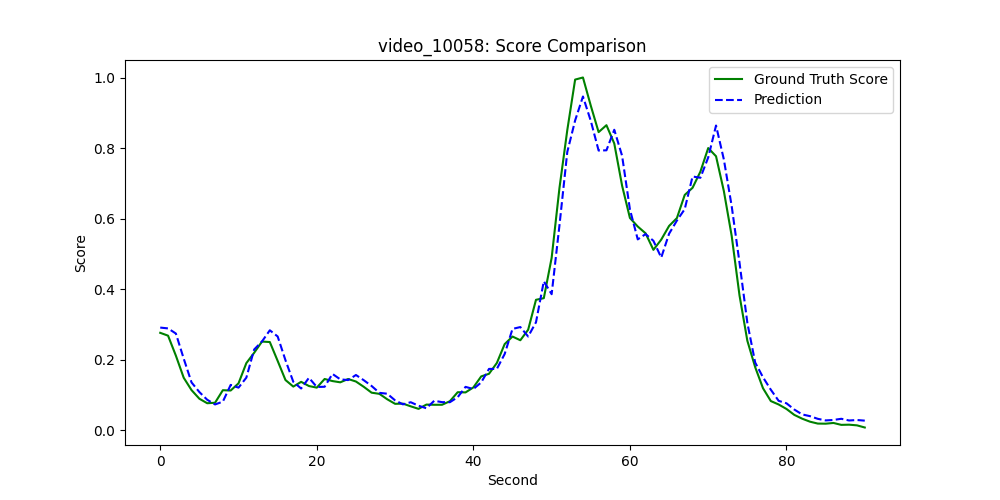 video_10058: Score Comparison
Ground Truth Score
Prediction
1.0
0.8
0.6
0.4
0.2
0.0
Score
0 20 40 60 80
Second